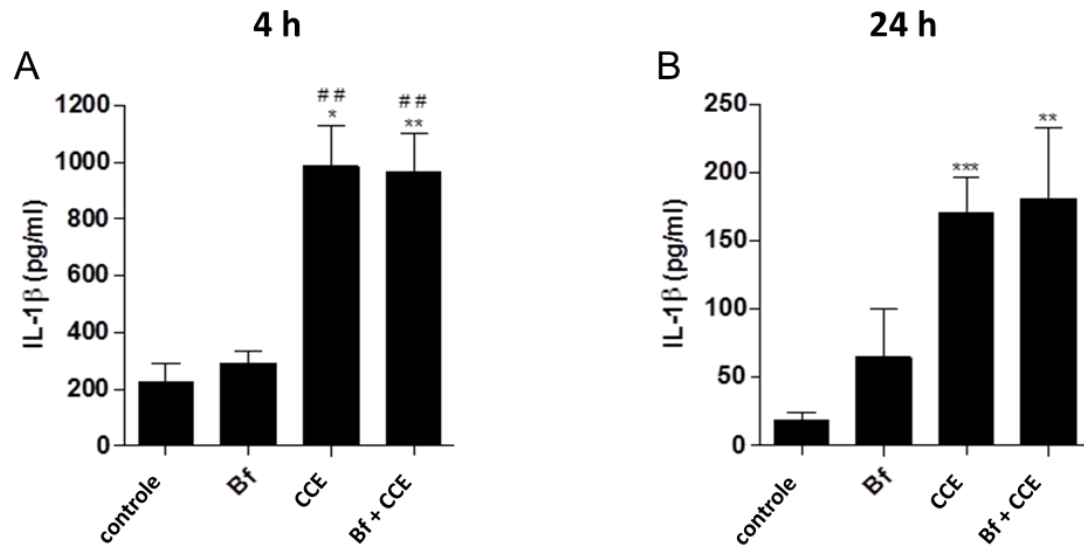 4 h
A
IL-1β (pg/ml)
1200
1000
800
600
400
200
0
# #
*
# #
**
controle
Bf
CCE
Bf + CCE
24 h
B
IL-1β (pg/ml)
250
200
150
100
50
0
***
**
controle
Bf
CCE
Bf + CCE